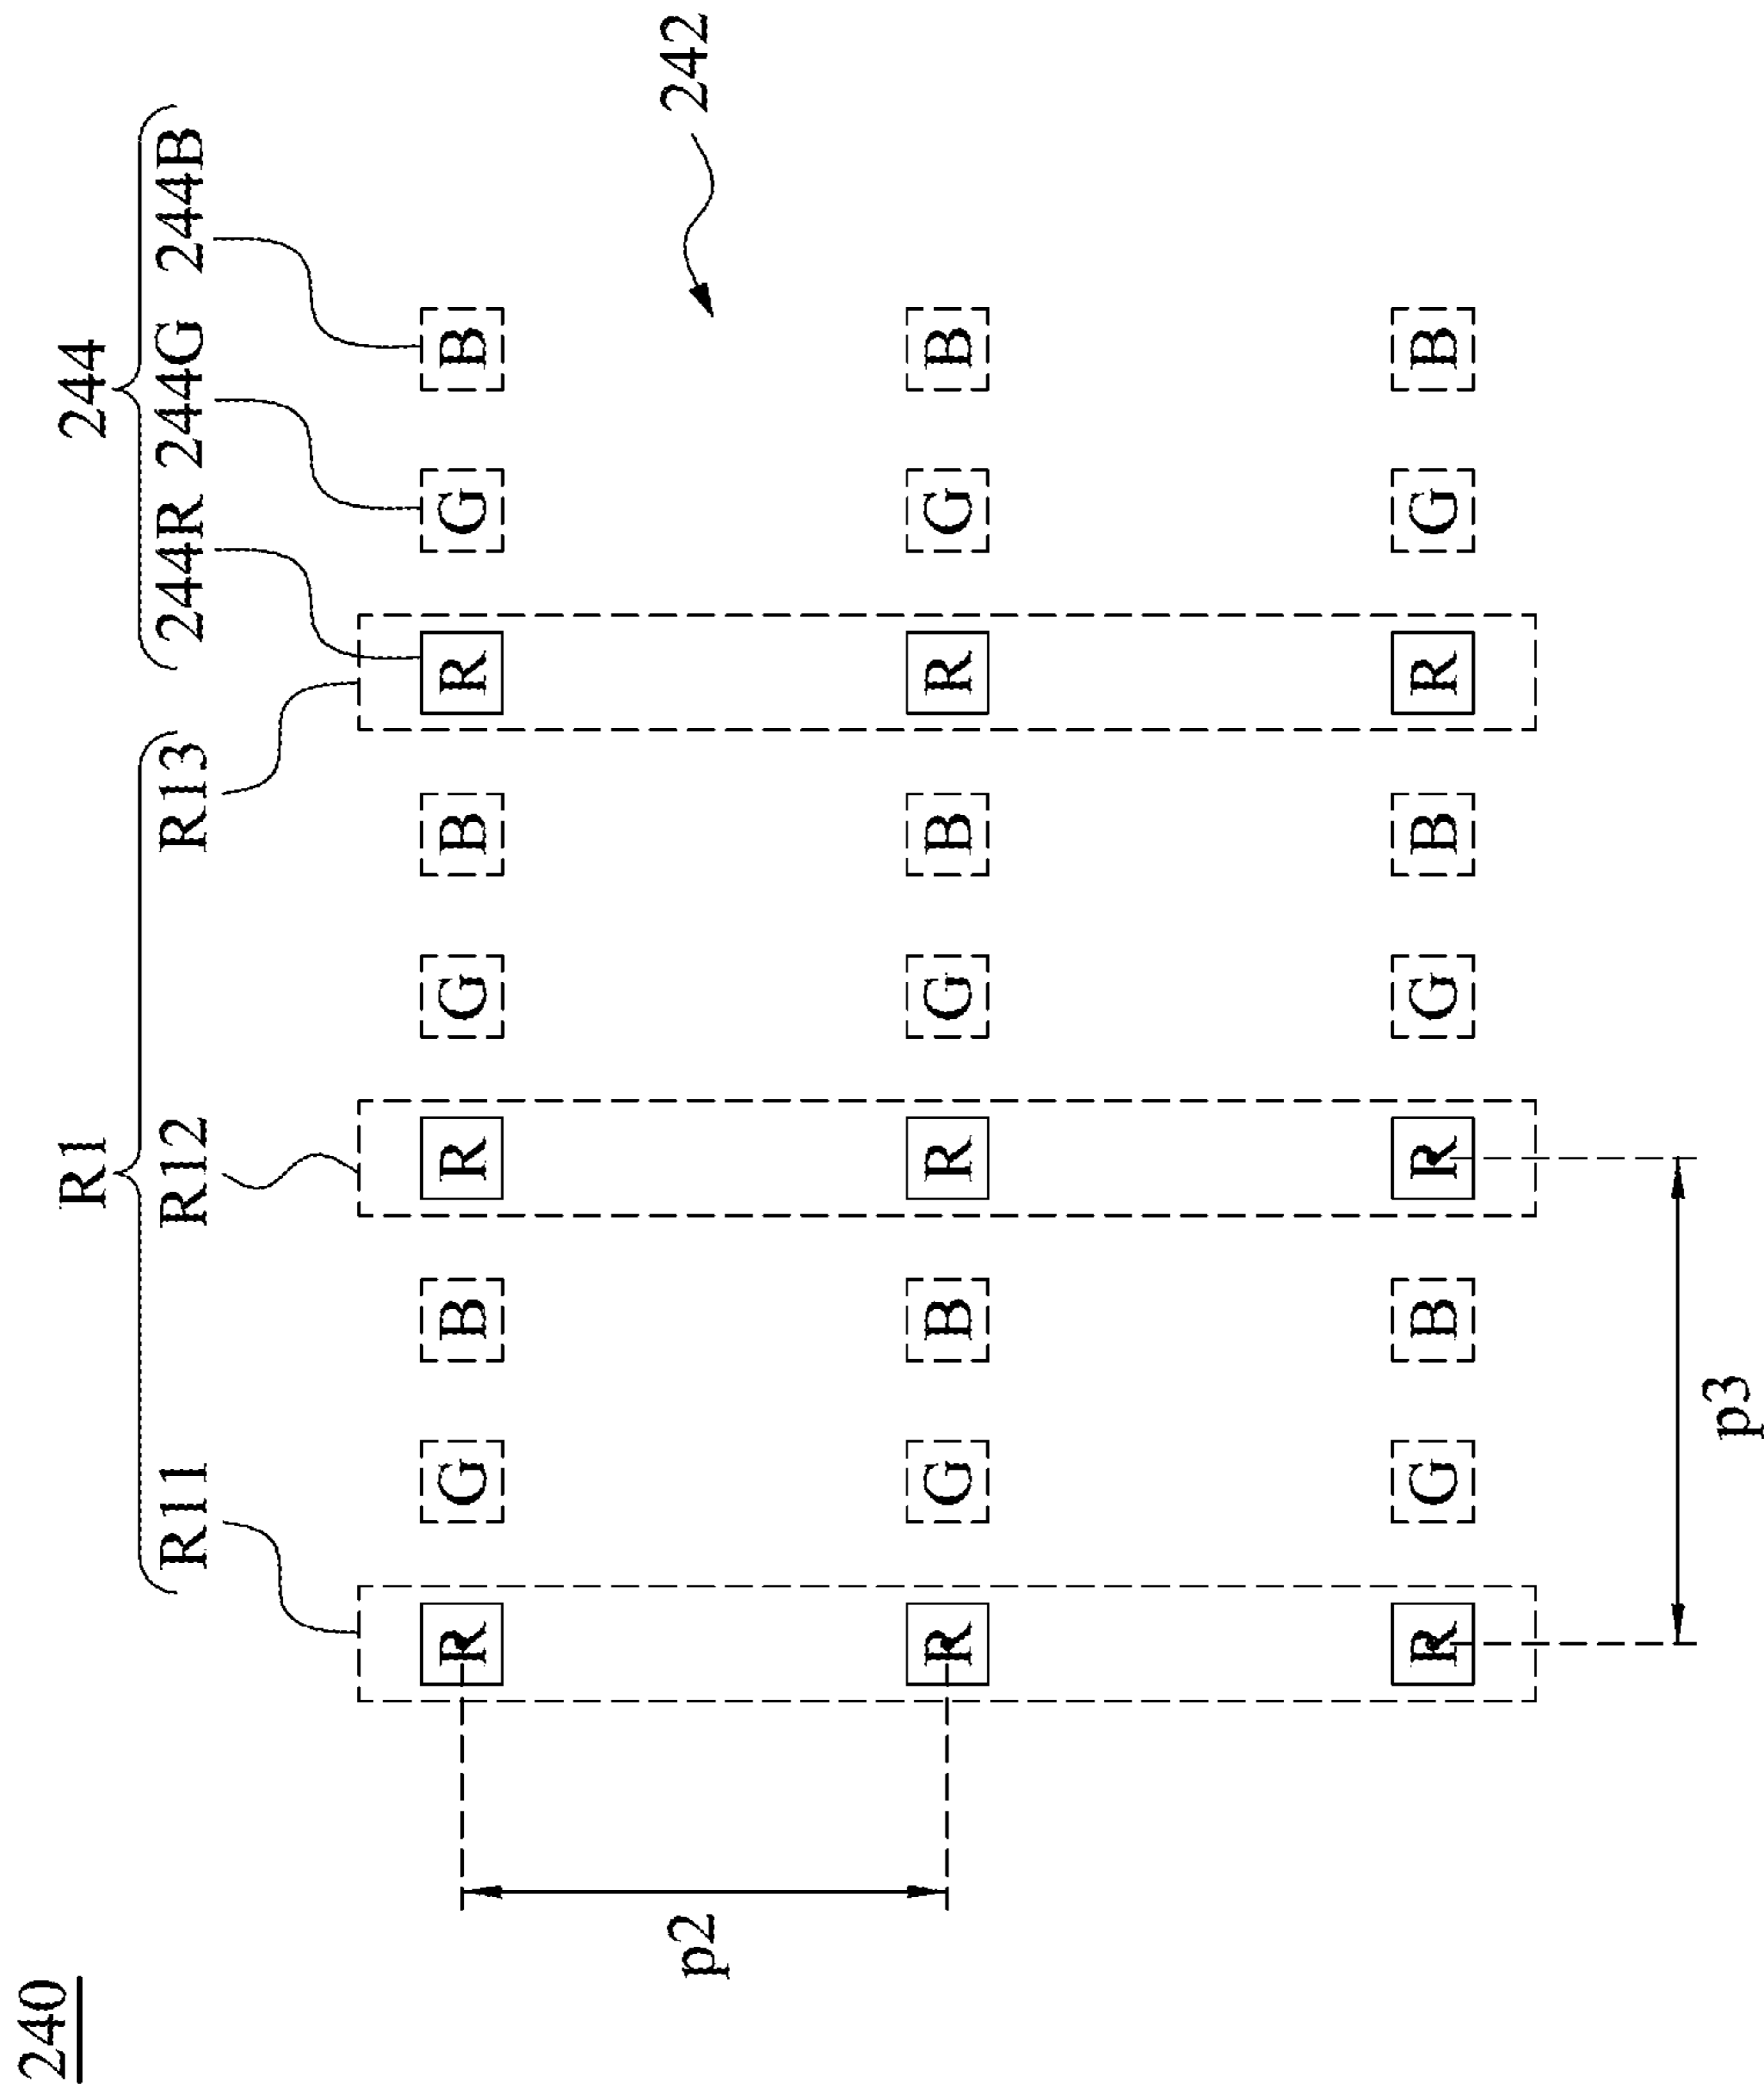 240
R1 244
R11 R12 R13 244R 244G 244B
R G B R G B R G B
p2 242
R G B R G B R G B
R G B R G B R G B
p3